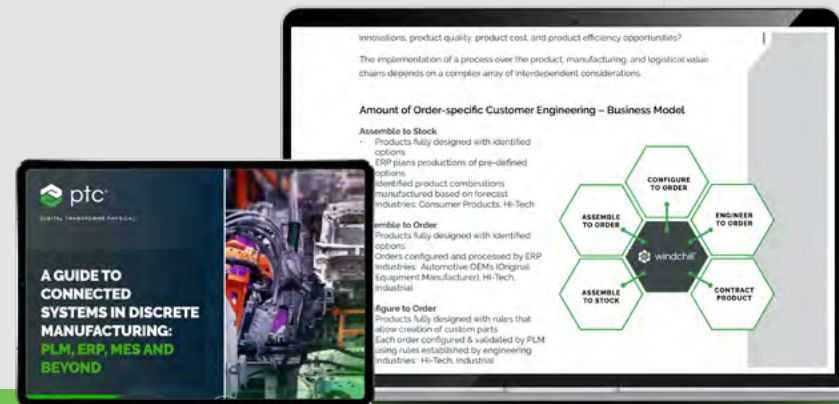 ptc
DIGITAL TRANSFORMS PHYSICAL
A GUIDE TO
CONNECTED
SYSTEMS IN DISCRETE
MANUFACTURING:
PLM, ERP, MES AND
BEYOND
innovations, product quality, product cost, and product efficiency opportunities?
The implementation of a process over the product, manufacturing, and logistical value
chains depends on a complex array of interdependent considerations.
Amount of Order-specific Customer Engineering – Business Model
Assemble to Stock
- Products fully designed with identified
options
ERP plans productions of pre-defined
options
Identified product combinations
manufactured based on forecast
Industries: Consumer Products, Hi-Tech
emble to Order
Products fully designed with identified
options
Orders configured and processed by ERP
Industries: Automotive OEMs (Original
Equipment Manufacturer), Hi-Tech,
Industrial
figure to Order
Products fully designed with rules that
allow creation of custom parts
Each order configured & validated by PLM
using rules established by engineering
Industries: Hi-Tech, Industrial
CONFIGURE
TO ORDER
ASSEMBLE
TO ORDER
ENGINEER
TO ORDER
windchill
ASSEMBLE
TO STOCK
CONTRACT
PRODUCT